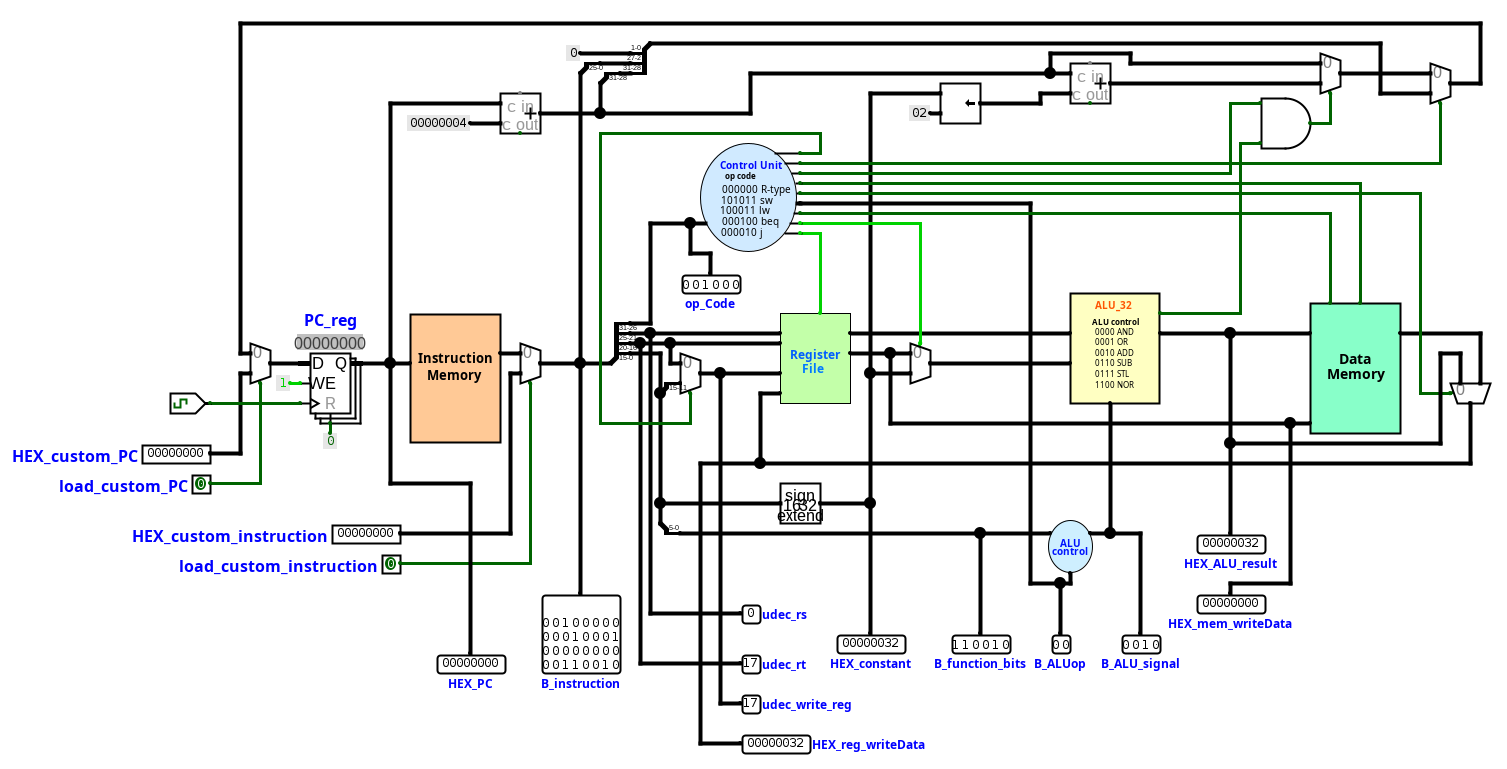 0
1-0
27-2
31-28
25-0
31-28
00000004
c in
+
c out
02
c in
+
c out
0
0
Control Unit
op code
000000 R-type
101011 sw
100011 lw
000100 beq
000010 j
001000
op_Code
PC_reg
00000000
0
D Q
WE
R
1
0
Instruction
Memory
0
31-26
25-21
20-16
15-0
15-11
0
Register
File
0
ALU_32
ALU control
0000 AND
0001 OR
0010 ADD
0110 SUB
0111 STL
1100 NOR
Data
Memory
0
HEX_custom_PC
00000000
load_custom_PC
0
HEX_custom_instruction
00000000
load_custom_instruction
0
sign
16 32
extend
5-0
ALU
control
00000032
HEX_ALU_result
00000000
HEX_mem_writeData
00100000
00010001
00000000
00110010
B_instruction
00000000
HEX_PC
0
udec_rs
17
udec_rt
17
udec_write_reg
00000032
HEX_reg_writeData
00000032
HEX_constant
110010
B_function_bits
00
B_ALUop
0010
B_ALU_signal